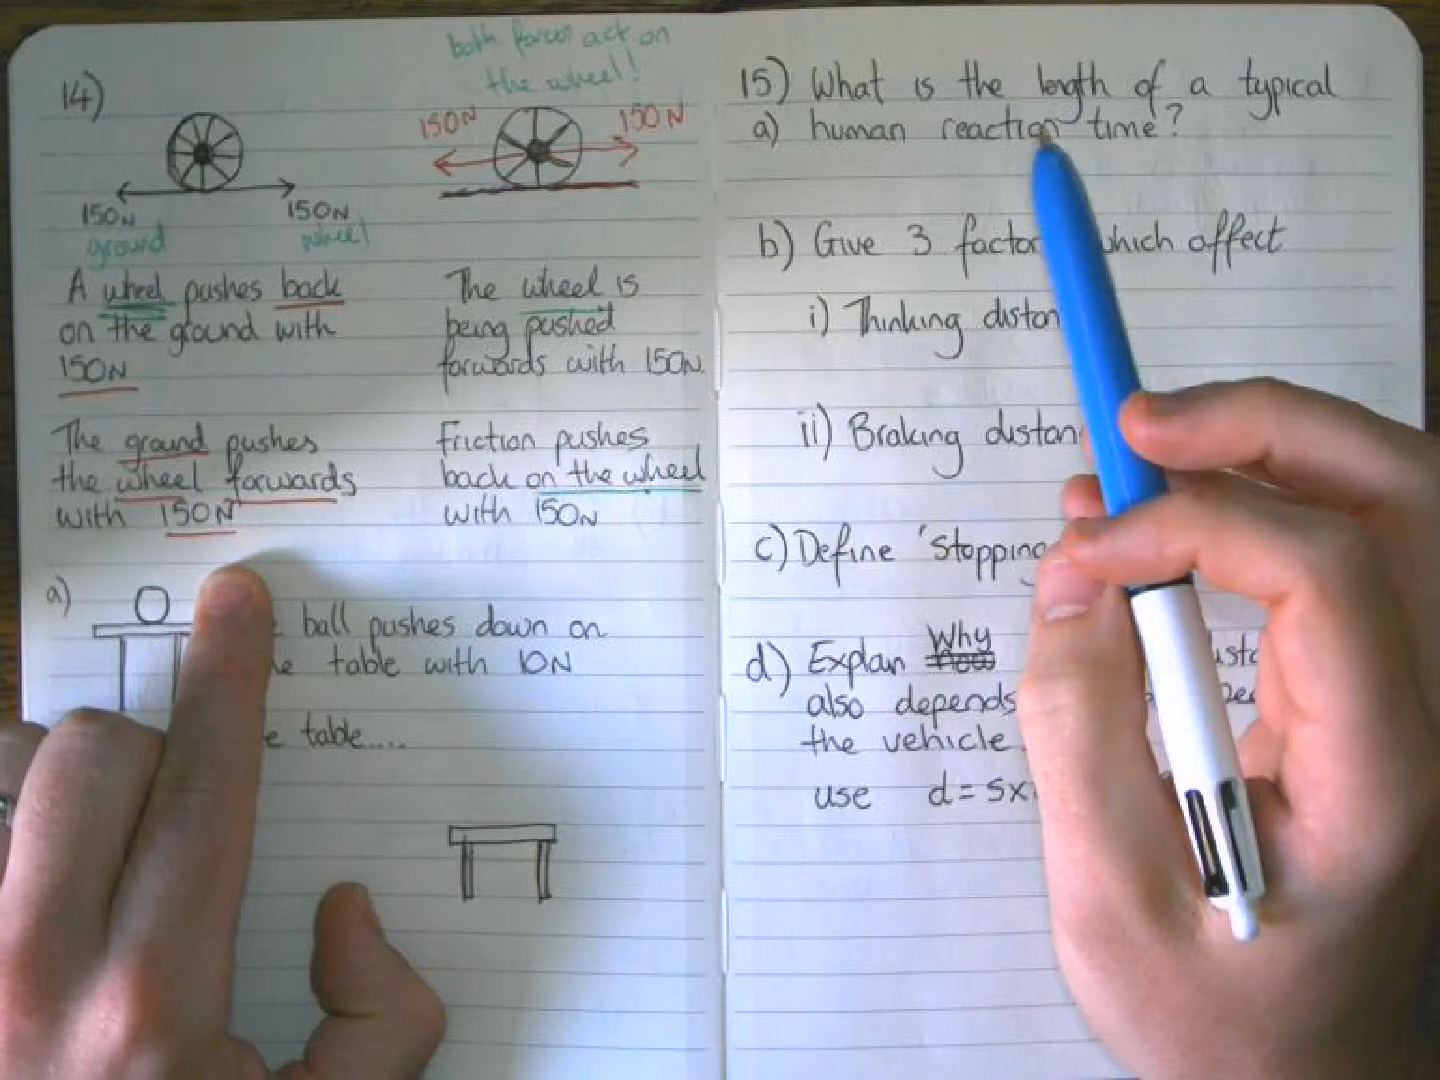 14)
both forces act on
the wheel!
150N
150N
150N
ground
150N
wheel
A wheel pushes back
on the ground with
150N
The ground pushes
the wheel forwards
with 150N
The wheel is
being pushed
forwards with 150N.
Friction pushes
back on the wheel
with 150N
a)
ball pushes down on
table with 10N
table....
15) What is the length of a typical
a) human reaction time?
b) Give 3 factor which affect
i) Thinking distan
ii) Braking distan
c) Define 'stopping
d) Explain Why
also depends
the vehicle.
use d = s x